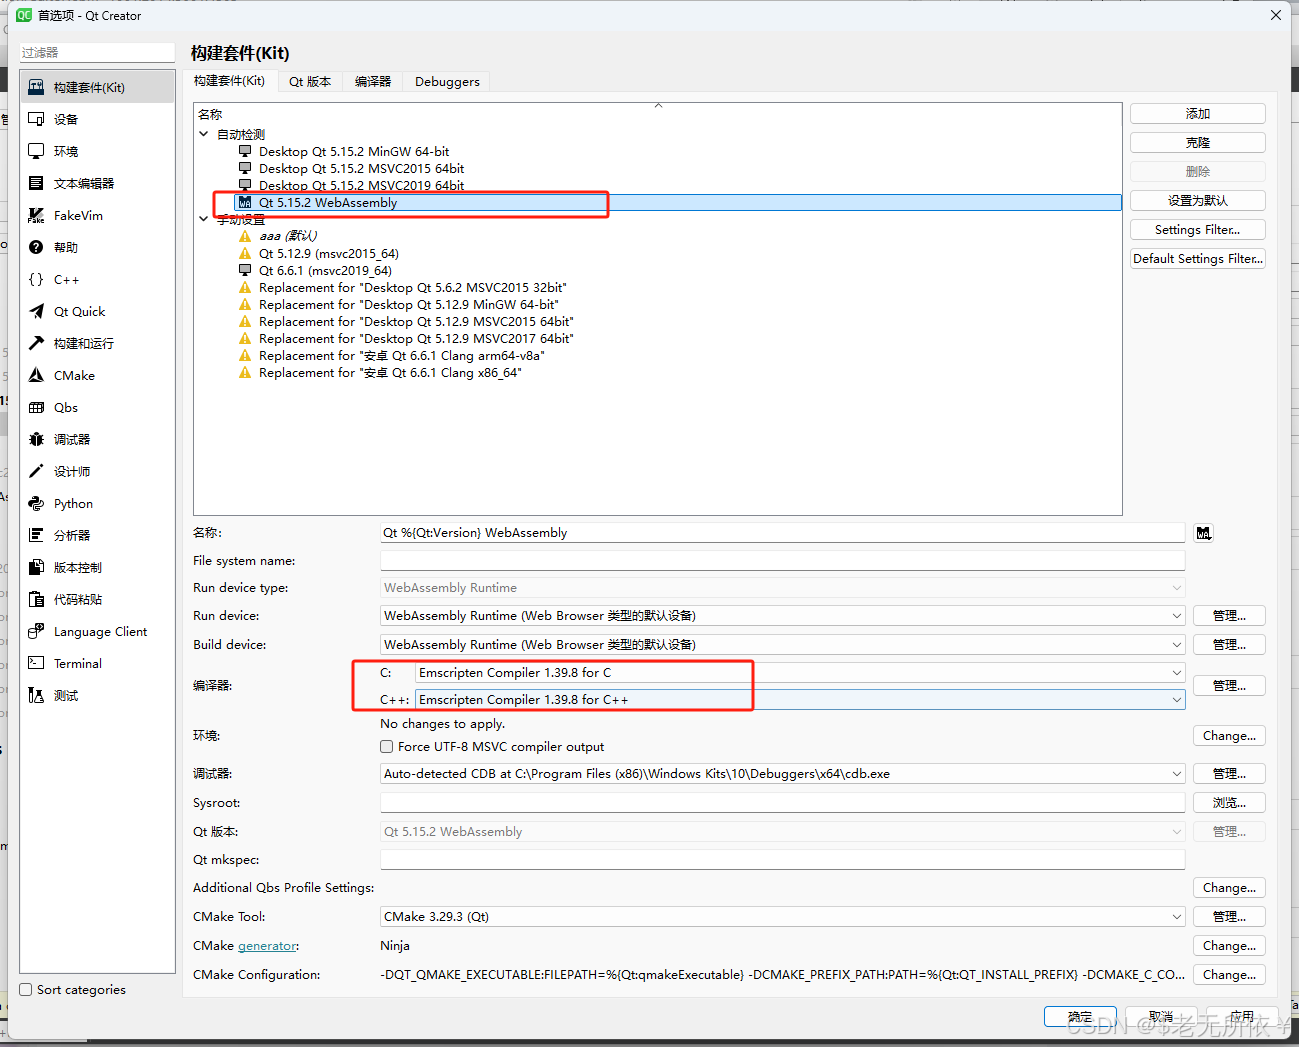 首选项 - Qt Creator
过滤器
构建套件(Kit)
设备
环境
文本编辑器
FakeVim
帮助
C++
Qt Quick
构建和运行
CMake
Qbs
调试器
设计师
Python
分析器
版本控制
代码粘贴
Language Client
Terminal
测试
Sort categories
构建套件(Kit)
构建套件(Kit) Qt 版本 编译器 Debuggers
名称
自动检测
Desktop Qt 5.15.2 MinGW 64-bit
Desktop Qt 5.15.2 MSVC2015 64bit
Desktop Qt 5.15.2 MSVC2019 64bit
Qt 5.15.2 WebAssembly
手动设置
aaa (默认)
Qt 5.12.9 (msvc2015_64)
Qt 6.6.1 (msvc2019_64)
Replacement for "Desktop Qt 5.6.2 MSVC2015 32bit"
Replacement for "Desktop Qt 5.12.9 MinGW 64-bit"
Replacement for "Desktop Qt 5.12.9 MSVC2015 64bit"
Replacement for "Desktop Qt 5.12.9 MSVC2017 64bit"
Replacement for "安卓 Qt 6.6.1 Clang arm64-v8a"
Replacement for "安卓 Qt 6.6.1 Clang x86_64"
添加
克隆
删除
设置为默认
Settings Filter...
Default Settings Filter...
名称: Qt %{Qt:Version} WebAssembly
File system name:
Run device type: WebAssembly Runtime
Run device: WebAssembly Runtime (Web Browser 类型的默认设备) 管理...
Build device: WebAssembly Runtime (Web Browser 类型的默认设备) 管理...
编译器: C: Emscripten Compiler 1.39.8 for C
C++: Emscripten Compiler 1.39.8 for C++ 管理...
环境: No changes to apply. Change...
Force UTF-8 MSVC compiler output
调试器: Auto-detected CDB at C:\Program Files (x86)\Windows Kits\10\Debuggers\x64\cdb.exe 管理...
Sysroot: 浏览...
Qt 版本: Qt 5.15.2 WebAssembly 管理...
Qt mkspec:
Additional Qbs Profile Settings: Change...
CMake Tool: CMake 3.29.3 (Qt) 管理...
CMake generator: Ninja Change...
CMake Configuration: -DQT_QMAKE_EXECUTABLE:FILEPATH=%{Qt:qmakeExecutable} -DCMAKE_PREFIX_PATH:PATH=%{Qt:QT_INSTALL_PREFIX} -DCMAKE_C_CO... Change...
确定 取消 应用
CSDN @$老无所依¥